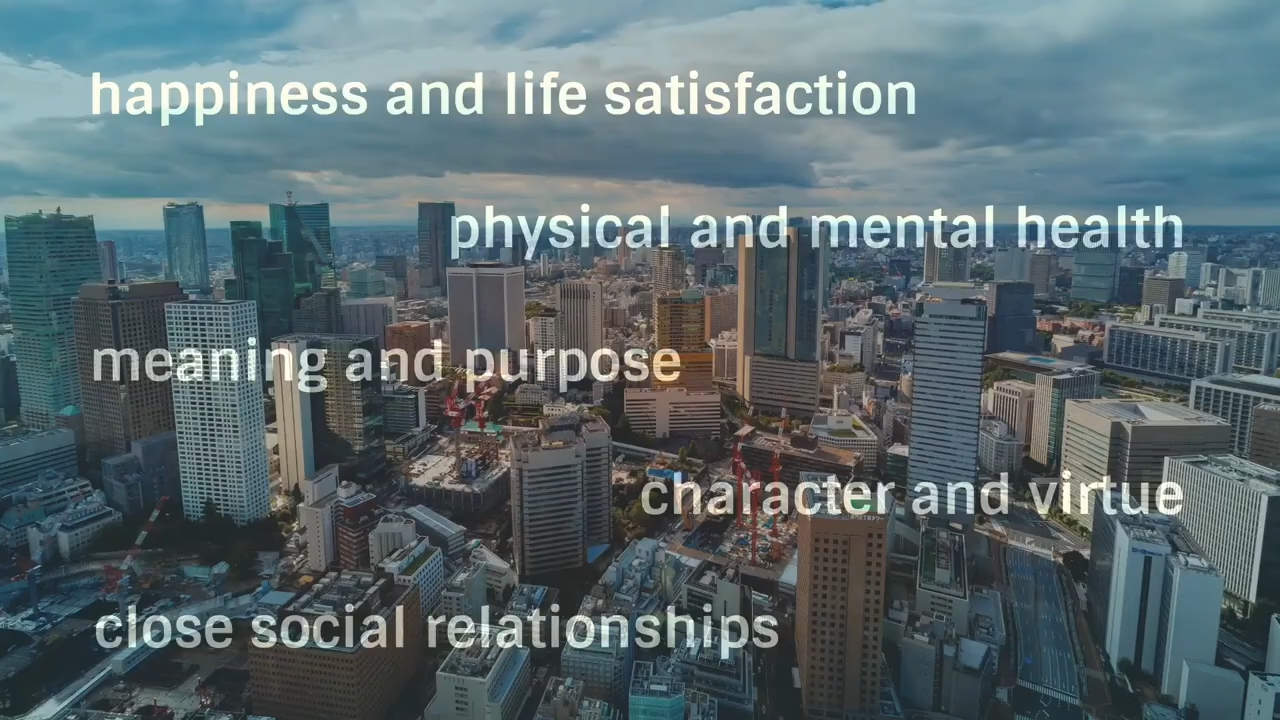 happiness and life satisfaction
physical and mental health
meaning and purpose
character and virtue
close social relationships